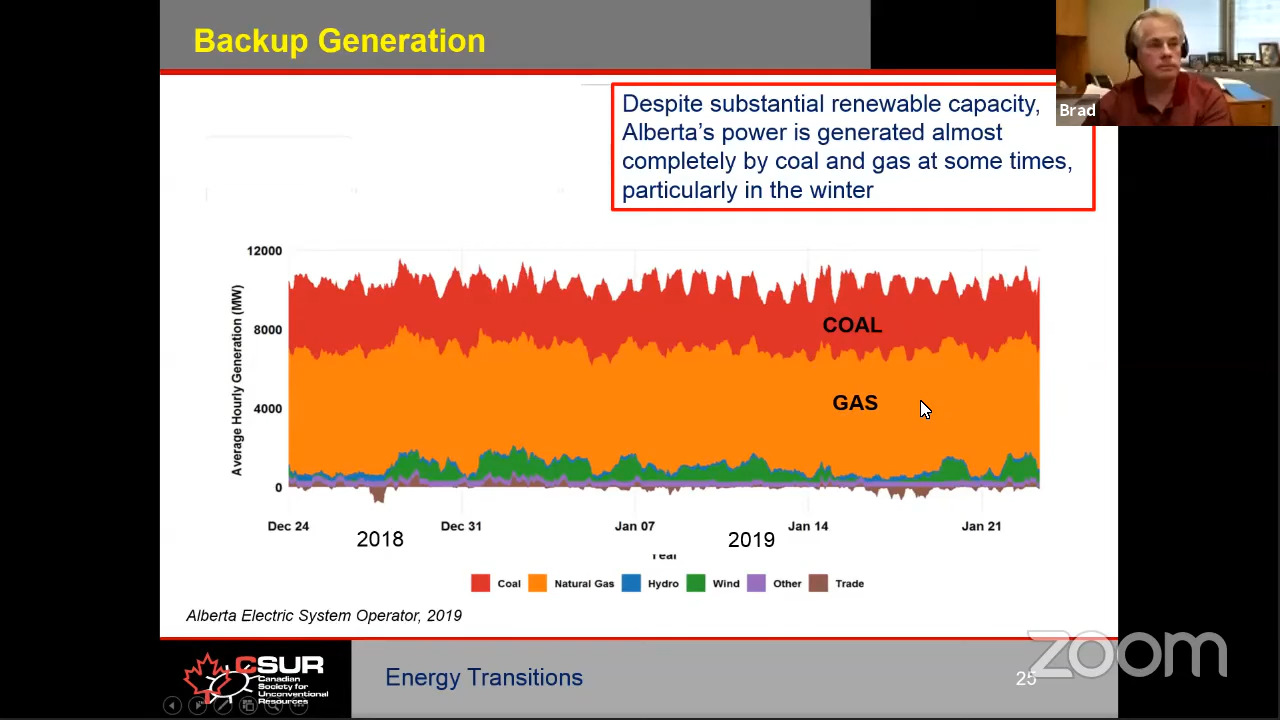 Backup Generation
Despite substantial renewable capacity,
Alberta's power is generated almost
completely by coal and gas at some times,
particularly in the winter
Brad
12000
8000
4000
0
Average Hourly Generation (MW)
COAL
GAS
Dec 24
Dec 31
Jan 07
Jan 14
Jan 21
2018
2019
Year
Coal
Natural Gas
Hydro
Wind
Other
Trade
Alberta Electric System Operator, 2019
CSUR
Canadian
Society for
Unconventional
Resources
Energy Transitions
25
zoom